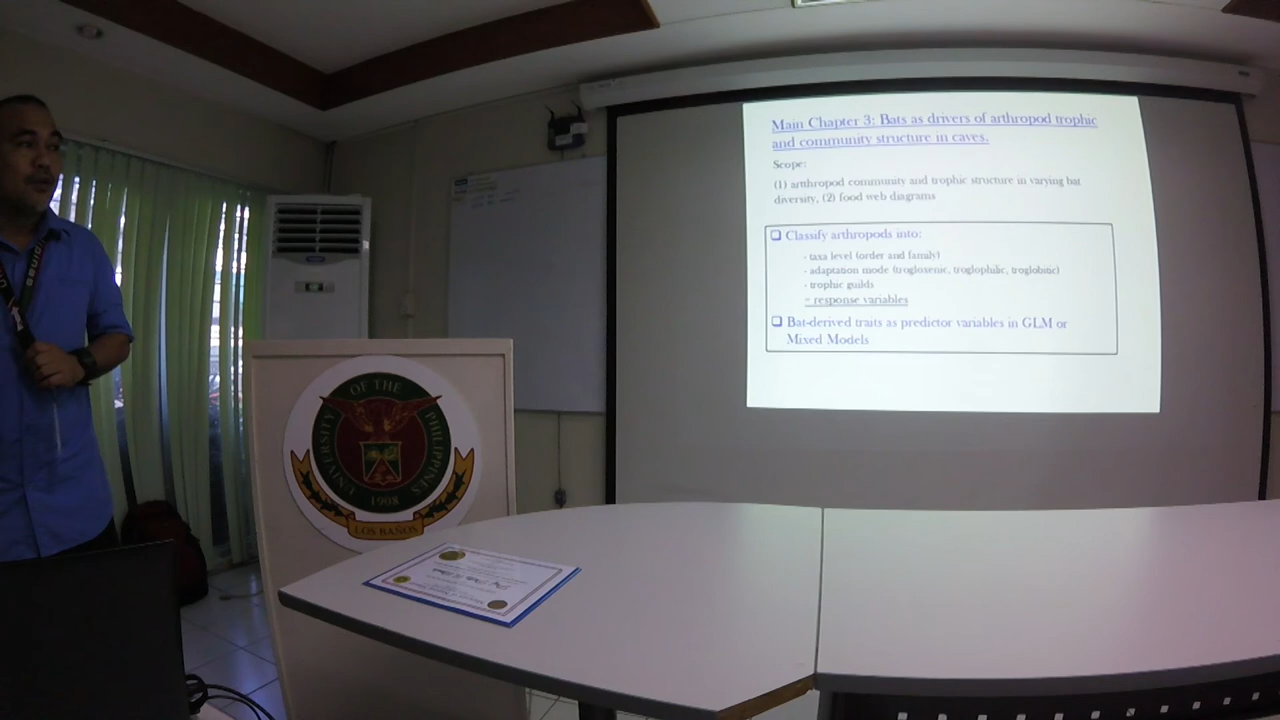 Main Chapter 3: Bats as drivers of arthropod trophic
and community structure in caves.
Scope:
(1) arthropod community and trophic structure in varying bat
diversity, (2) food web diagrams
❑ Classify arthropods into:
- taxa level (order and family)
- adaptation mode (trogloxenic, troglophilic, troglobitic)
- trophic guilds
= response variables
❑ Bat-derived traits as predictor variables in GLM or
Mixed Models
UNIVERSITY OF THE PHILIPPINES
1908
LOS BAÑOS